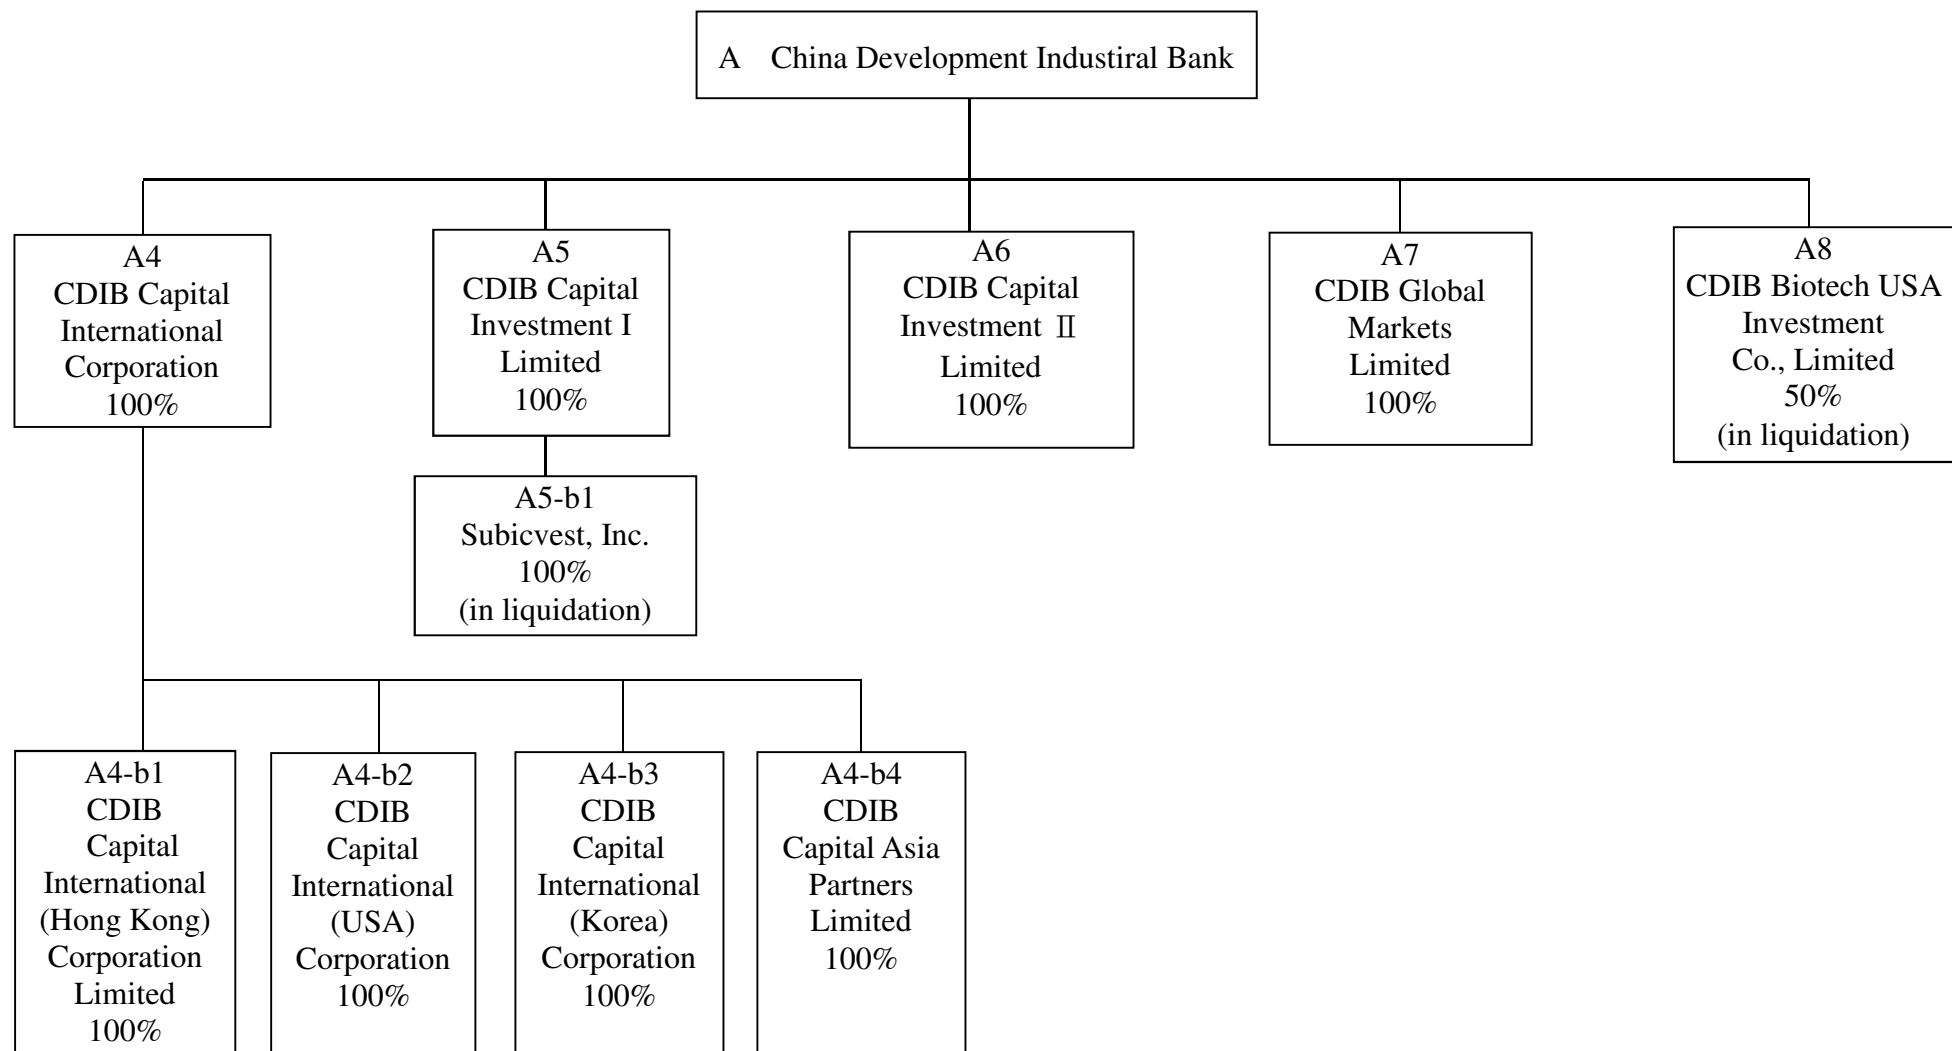 A China Development Industiral Bank
A4
CDIB Capital
International
Corporation
100%
A5
CDIB Capital
Investment I
Limited
100%
A6
CDIB Capital
Investment Ⅱ
Limited
100%
A7
CDIB Global
Markets
Limited
100%
A8
CDIB Biotech USA
Investment
Co., Limited
50%
(in liquidation)
A5-b1
Subicvest, Inc.
100%
(in liquidation)
A4-b1
CDIB
Capital
International
(Hong Kong)
Corporation
Limited
100%
A4-b2
CDIB
Capital
International
(USA)
Corporation
100%
A4-b3
CDIB
Capital
International
(Korea)
Corporation
100%
A4-b4
CDIB
Capital Asia
Partners
Limited
100%